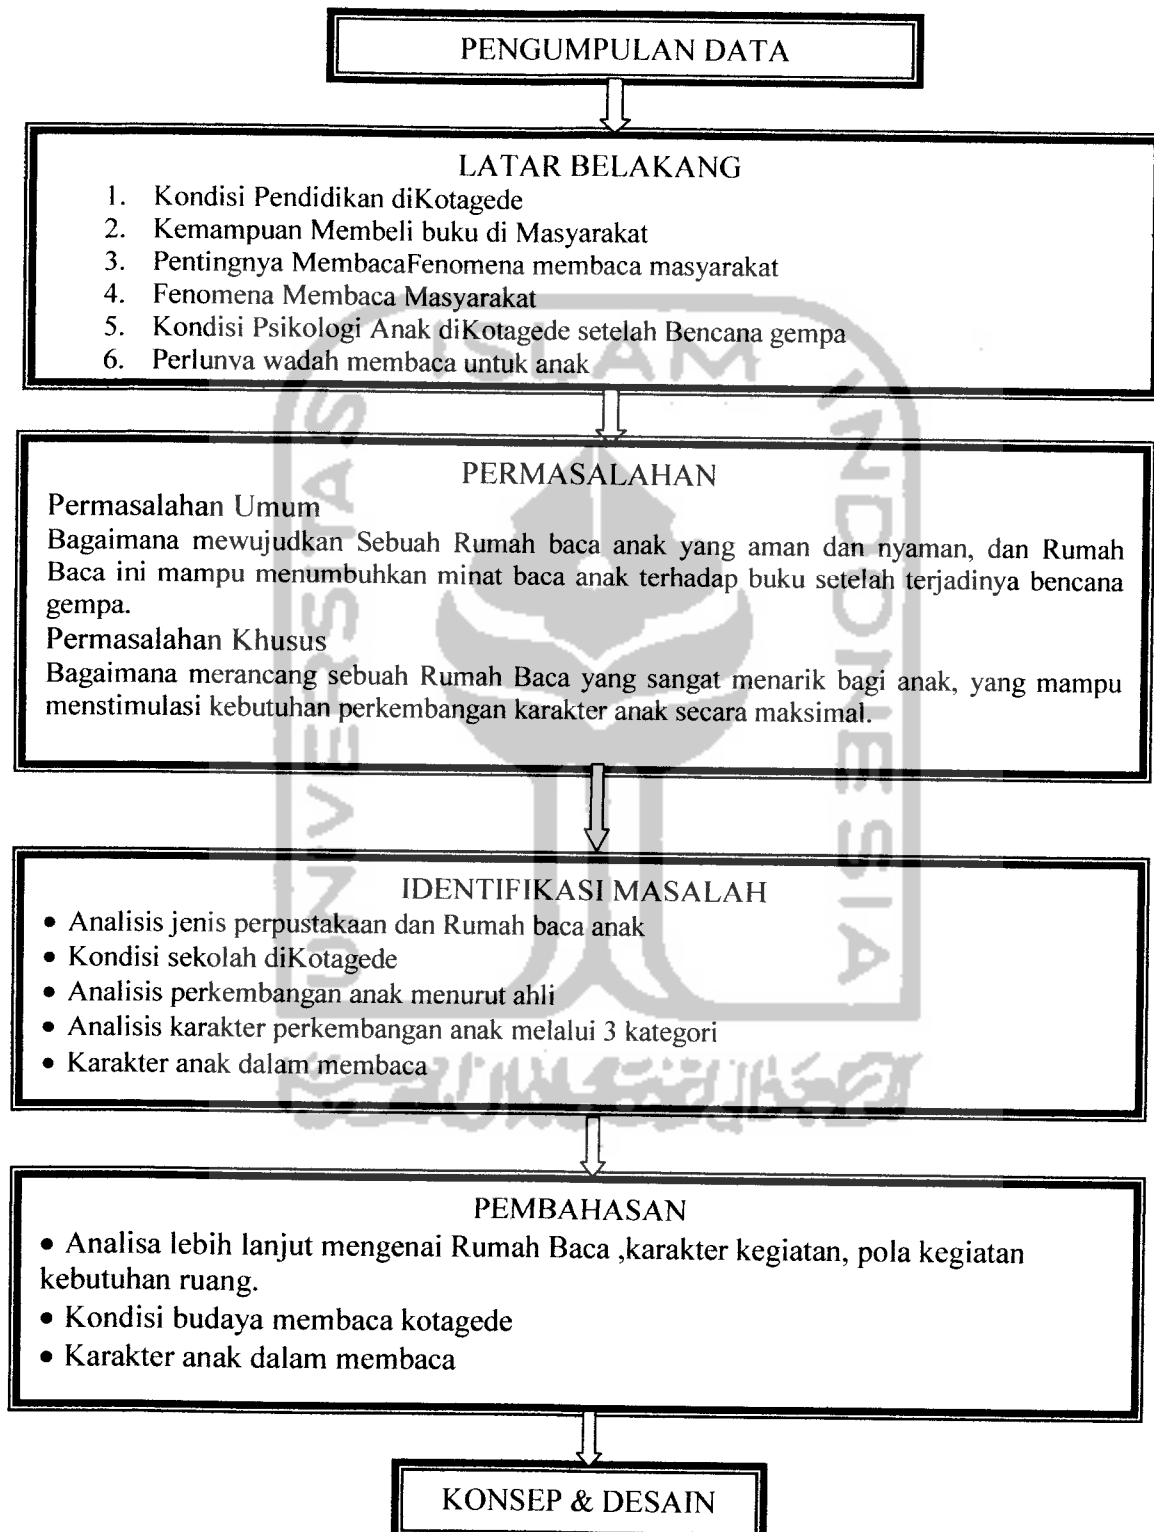 PENGUMPULAN DATA
LATAR BELAKANG
1. Kondisi Pendidikan diKotagede
2. Kemampuan Membeli buku di Masyarakat
3. Pentingnya MembacaFenomena membaca masyarakat
4. Fenomena Membaca Masyarakat
5. Kondisi Psikologi Anak diKotagede setelah Bencana gempa
6. Perlunya wadah membaca untuk anak
PERMASALAHAN
Permasalahan Umum
Bagaimana mewujudkan Sebuah Rumah baca anak yang aman dan nyaman, dan Rumah
Baca ini mampu menumbuhkan minat baca anak terhadap buku setelah terjadinya bencana
gempa.
Permasalahan Khusus
Bagaimana merancang sebuah Rumah Baca yang sangat menarik bagi anak, yang mampu
menstimulasi kebutuhan perkembangan karakter anak secara maksimal.
IDENTIFIKASI MASALAH
• Analisis jenis perpustakaan dan Rumah baca anak
• Kondisi sekolah diKotagede
• Analisis perkembangan anak menurut ahli
• Analisis karakter perkembangan anak melalui 3 kategori
• Karakter anak dalam membaca
PEMBAHASAN
• Analisa lebih lanjut mengenai Rumah Baca ,karakter kegiatan, pola kegiatan
kebutuhan ruang.
• Kondisi budaya membaca kotagede
• Karakter anak dalam membaca
KONSEP & DESAIN
UNIVERSITAS
ISLAM
INDONESIA